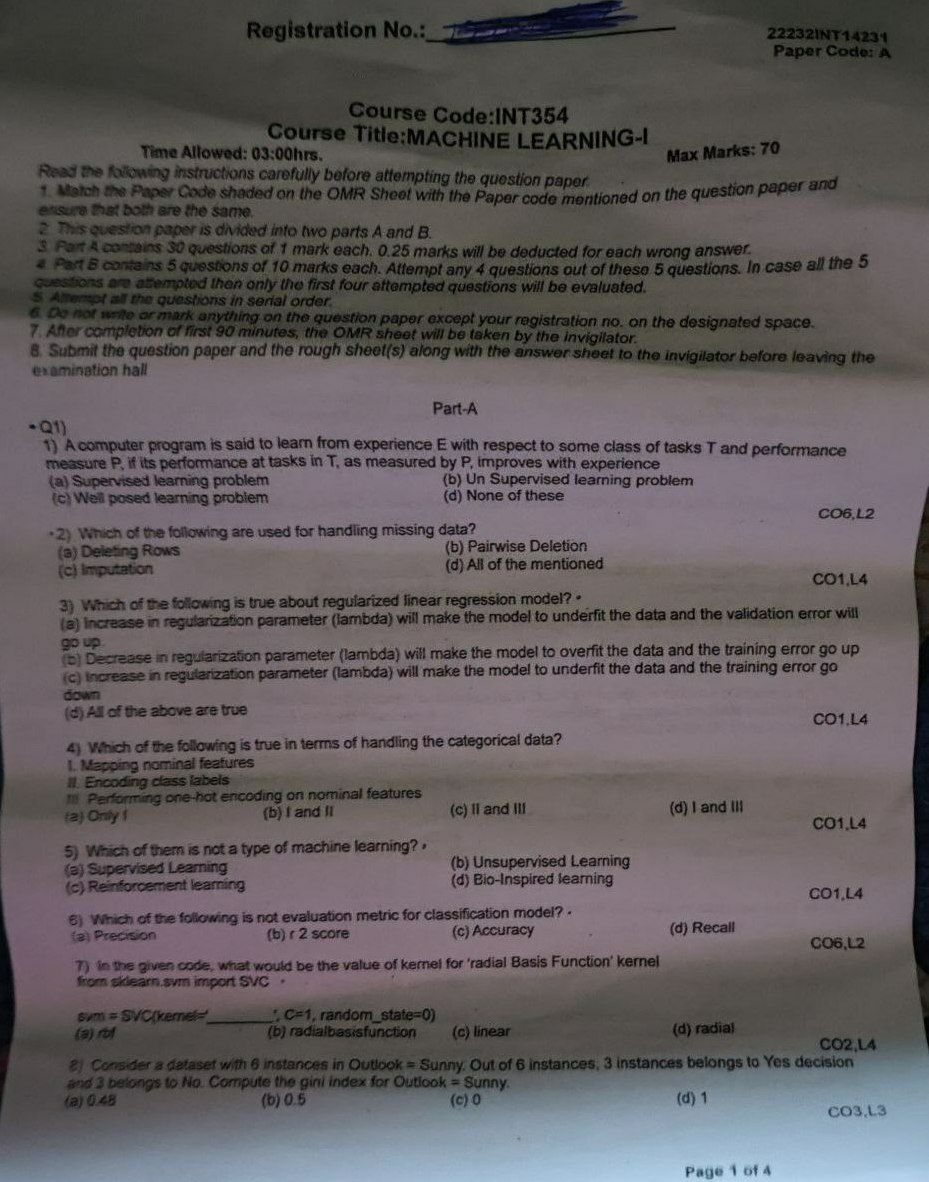 Registration No.:
22232INT14231
Paper Code: A
Course Code:INT354
Course Title:MACHINE LEARNING-I
Time Allowed: 03:00hrs.
Max Marks: 70
Read the following instructions carefully before attempting the question paper.
1. Match the Paper Code shaded on the OMR Sheet with the Paper code mentioned on the question paper and
ensure that both are the same.
2. This question paper is divided into two parts A and B.
3. Part A contains 30 questions of 1 mark each. 0.25 marks will be deducted for each wrong answer.
4. Part B contains 5 questions of 10 marks each. Attempt any 4 questions out of these 5 questions. In case all the 5
questions are attempted then only the first four attempted questions will be evaluated.
5. Attempt all the questions in serial order.
6. Do not write or mark anything on the question paper except your registration no. on the designated space.
7. After completion of first 90 minutes, the OMR sheet will be taken by the invigilator.
8. Submit the question paper and the rough sheet(s) along with the answer sheet to the invigilator before leaving the
examination hall
Part-A
Q1)
1) A computer program is said to learn from experience E with respect to some class of tasks T and performance
measure P, if its performance at tasks in T, as measured by P, improves with experience
(a) Supervised learning problem (b) Un Supervised learning problem
(c) Well posed learning problem (d) None of these
CO6,L2
2) Which of the following are used for handling missing data?
(a) Deleting Rows (b) Pairwise Deletion
(c) Imputation (d) All of the mentioned
CO1,L4
3) Which of the following is true about regularized linear regression model?
(a) Increase in regularization parameter (lambda) will make the model to underfit the data and the validation error will
go up.
(b) Decrease in regularization parameter (lambda) will make the model to overfit the data and the training error go up
(c) Increase in regularization parameter (lambda) will make the model to underfit the data and the training error go
down
(d) All of the above are true
CO1,L4
4) Which of the following is true in terms of handling the categorical data?
I. Mapping nominal features
II. Encoding class labels
III. Performing one-hot encoding on nominal features
(a) Only I (b) I and II (c) II and III (d) I and III
CO1,L4
5) Which of them is not a type of machine learning?
(a) Supervised Learning (b) Unsupervised Learning
(c) Reinforcement learning (d) Bio-Inspired learning
CO1,L4
6) Which of the following is not evaluation metric for classification model?
(a) Precision (b) r 2 score (c) Accuracy (d) Recall
CO6,L2
7) In the given code, what would be the value of kernel for 'radial Basis Function' kernel
from sklearn.svm import SVC
svm = SVC(kernel='_________', C=1, random_state=0)
(a) rbf (b) radialbasisfunction (c) linear (d) radial
CO2,L4
8) Consider a dataset with 6 instances in Outlook = Sunny. Out of 6 instances, 3 instances belongs to Yes decision
and 3 belongs to No. Compute the gini index for Outlook = Sunny.
(a) 0.48 (b) 0.5 (c) 0 (d) 1
CO3,L3
Page 1 of 4